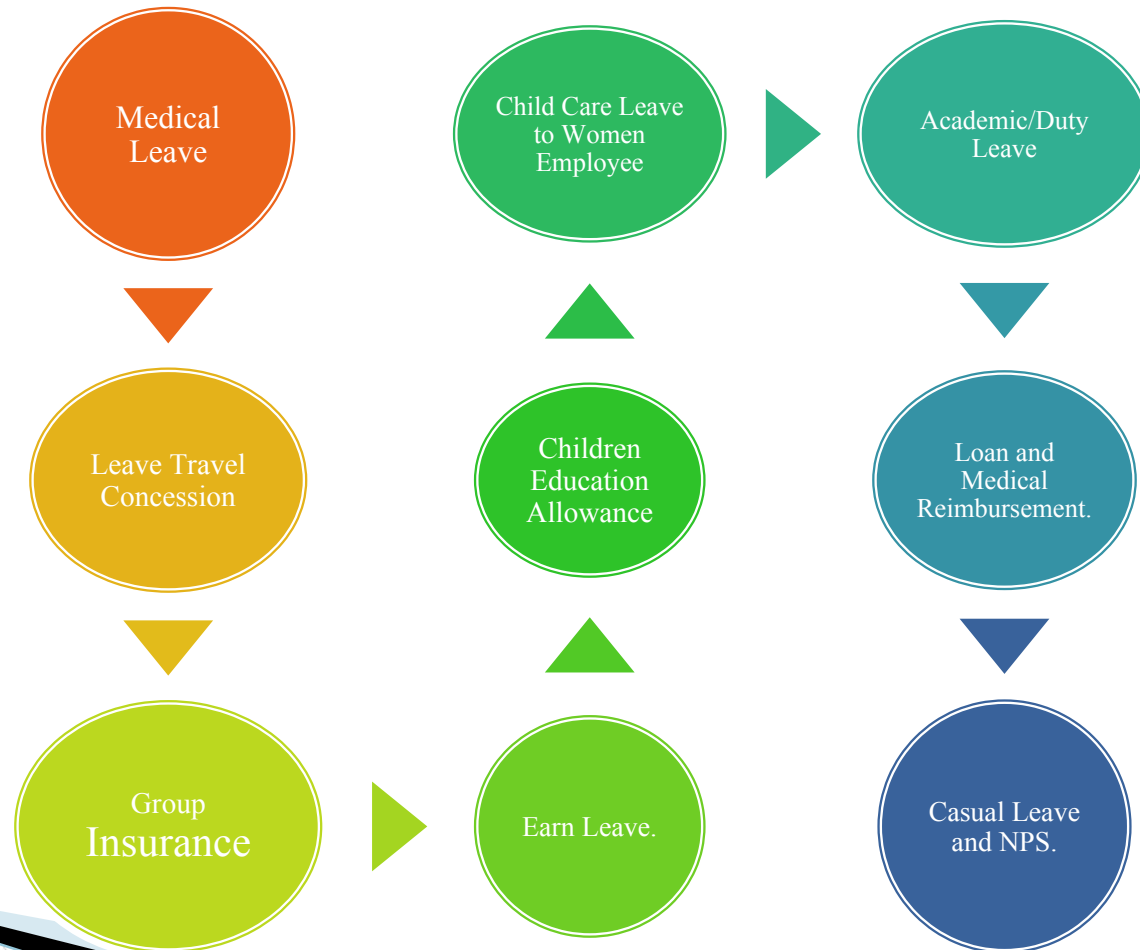 Medical
Leave
Leave Travel
Concession
Group
Insurance
Earn Leave.
Children
Education
Allowance
Child Care Leave
to Women
Employee
Academic/Duty
Leave
Loan and
Medical
Reimbursement.
Casual Leave
and NPS.